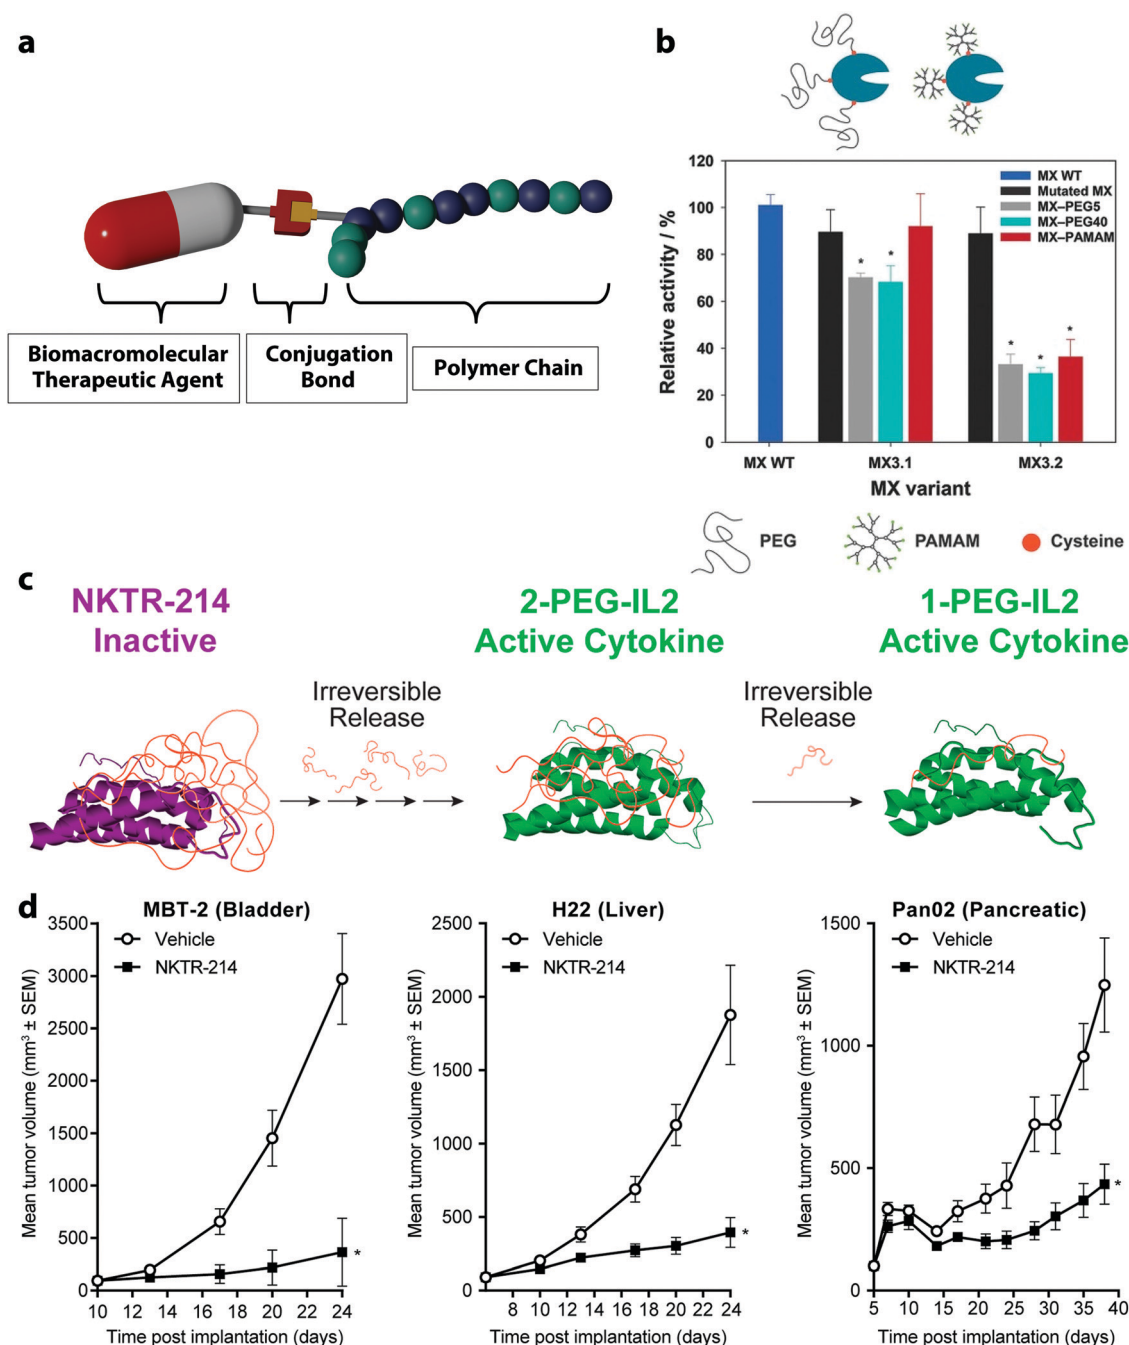 a
Biomacromolecular
Therapeutic Agent
Conjugation
Bond
Polymer Chain
b
Relative activity / %
120
100
80
60
40
20
0
MX WT
Mutated MX
MX–PEG5
MX–PEG40
MX–PAMAM
*
*
*
*
*
MX WT
MX3.1
MX3.2
MX variant
PEG
PAMAM
Cysteine
c
NKTR-214
Inactive
Irreversible
Release
2-PEG-IL2
Active Cytokine
Irreversible
Release
1-PEG-IL2
Active Cytokine
d
MBT-2 (Bladder)
Mean tumor volume (mm³ ± SEM)
3500
3000
2500
2000
1500
1000
500
0
Vehicle
NKTR-214
*
10 12 14 16 18 20 22 24
Time post implantation (days)
H22 (Liver)
Mean tumor volume (mm³ ± SEM)
2500
2000
1500
1000
500
0
Vehicle
NKTR-214
*
8 10 12 14 16 18 20 22 24
Time post implantation (days)
Pan02 (Pancreatic)
Mean tumor volume (mm³ ± SEM)
1500
1000
500
0
Vehicle
NKTR-214
*
5 10 15 20 25 30 35 40
Time post implantation (days)